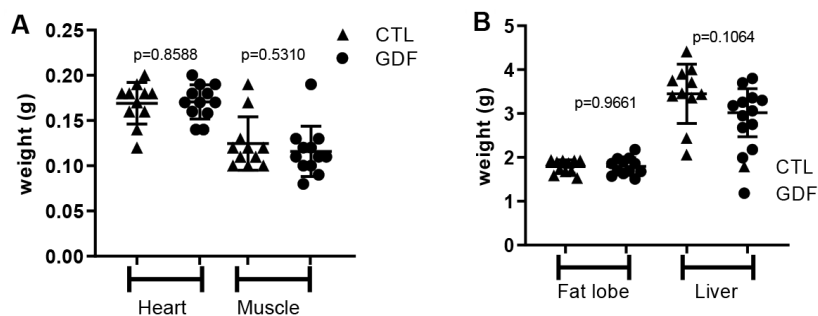 A
CTL
GDF
p=0.8588
p=0.5310
weight (g)
0.25
0.20
0.15
0.10
0.05
0.00
Heart
Muscle
B
p=0.1064
p=0.9661
weight (g)
5
4
3
2
1
0
CTL
GDF
Fat lobe
Liver